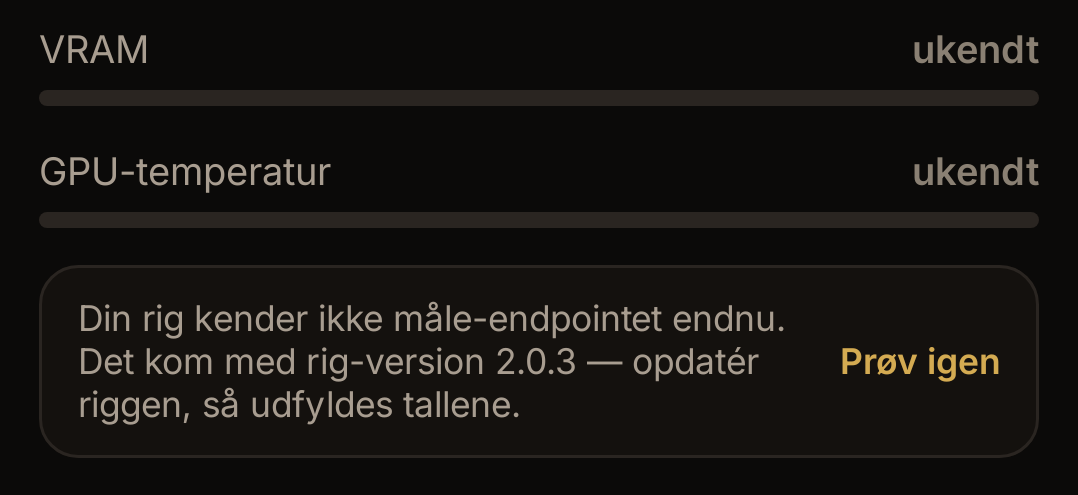 VRAM ukendt
GPU-temperatur ukendt
Din rig kender ikke måle-endpointet endnu.
Det kom med rig-version 2.0.3 — opdatér
riggen, så udfyldes tallene.
Prøv igen